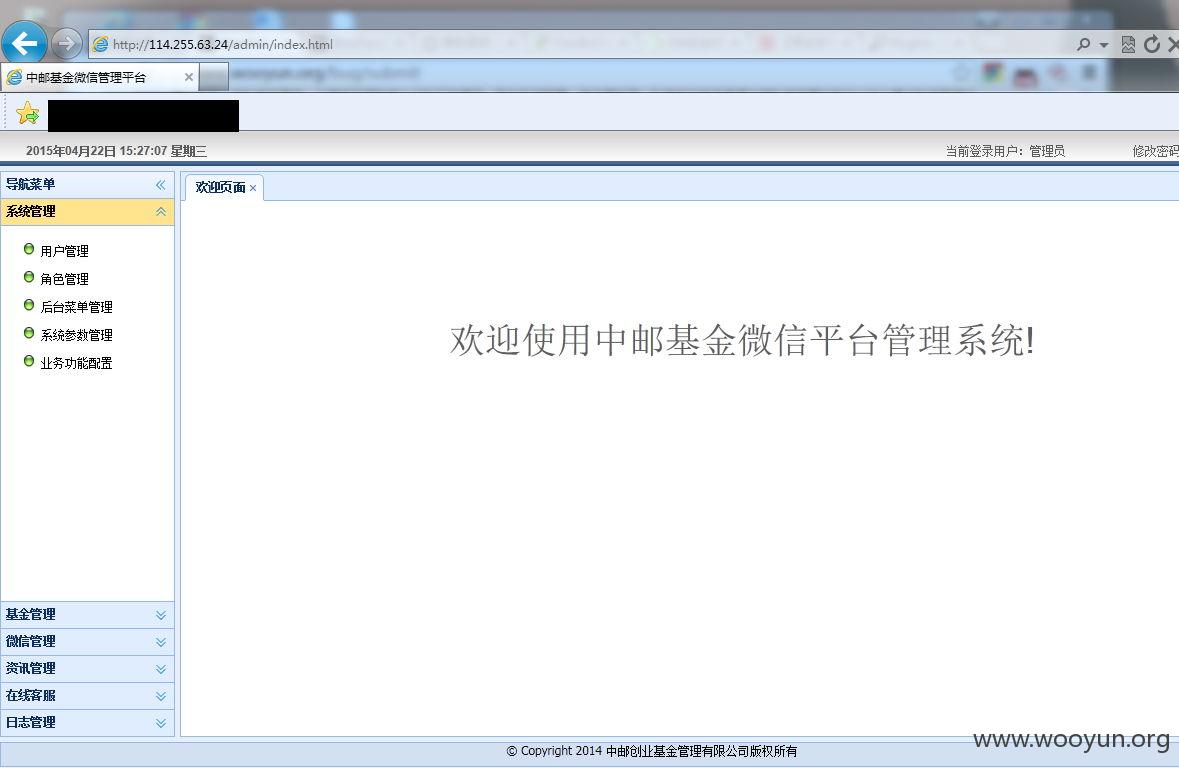 http://114.255.63.24/admin/index.html
中邮基金微信管理平台
2015年04月22日 15:27:07 星期三
当前登录用户：管理员
修改密码
导航菜单
欢迎页面
系统管理
用户管理
角色管理
后台菜单管理
系统参数管理
业务功能配置
欢迎使用中邮基金微信平台管理系统!
基金管理
微信管理
资讯管理
在线客服
日志管理
© Copyright 2014 中邮创业基金管理有限公司版权所有
www.wooyun.org